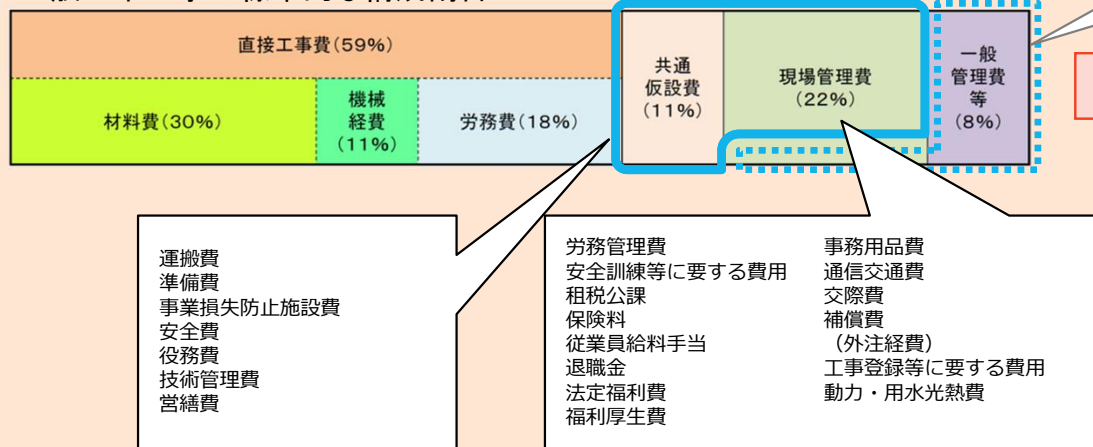 直接工事費(59%)
材料費(30%)
機械
経費
(11%)
労務費(18%)
共通
仮設費
(11%)
現場管理費
(22%)
一般
管理費
等
(8%)
運搬費
準備費
事業損失防止施設費
安全費
役務費
技術管理費
営繕費
労務管理費
安全訓練等に要する費用
租税公課
保険料
従業員給料手当
退職金
法定福利費
福利厚生費
事務用品費
通信交通費
交際費
補償費
(外注経費)
工事登録等に要する費用
動力・用水光熱費